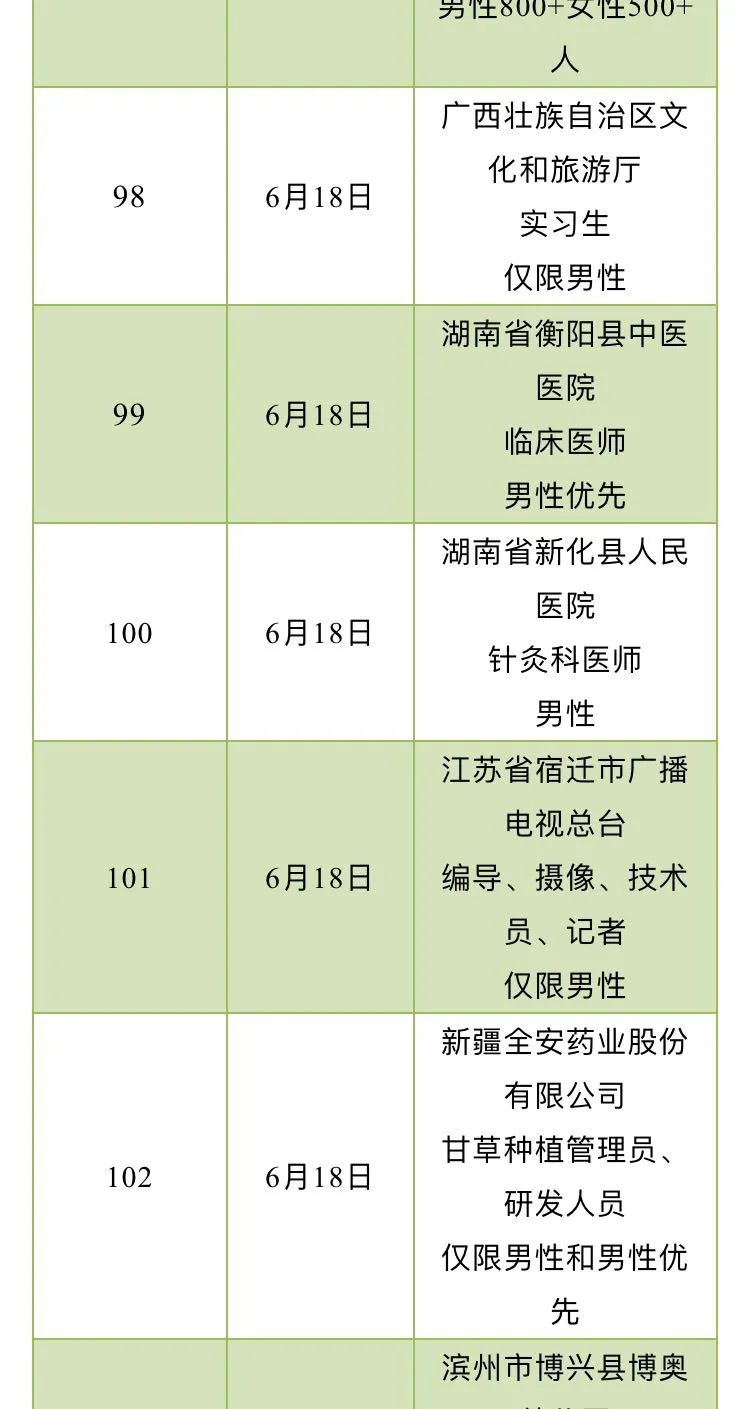 男性800+女性500+
人
98
6月18日
广西壮族自治区文
化和旅游厅
实习生
仅限男性
99
6月18日
湖南省衡阳县中医
医院
临床医师
男性优先
100
6月18日
湖南省新化县人民
医院
针灸科医师
男性
101
6月18日
江苏省宿迁市广播
电视总台
编导、摄像、技术
员、记者
仅限男性
102
6月18日
新疆全安药业股份
有限公司
甘草种植管理员、
研发人员
仅限男性和男性优
先
滨州市博兴县博奥